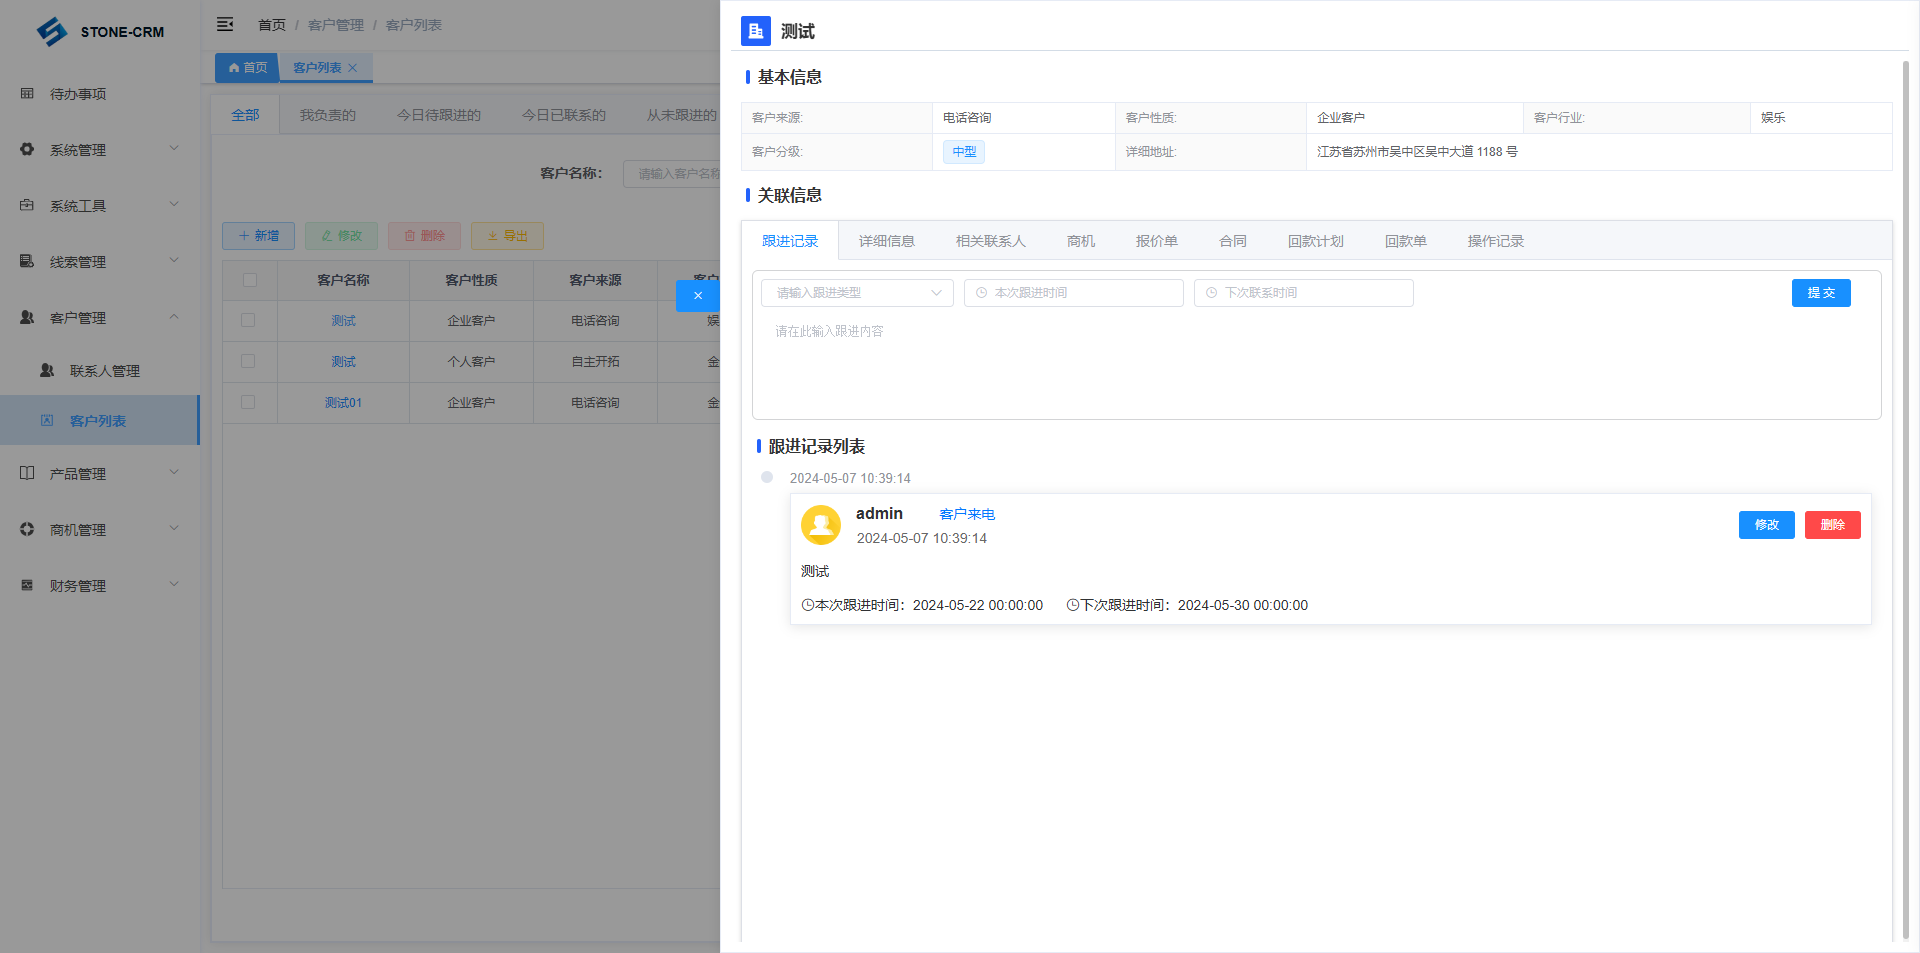 STONE-CRM
待办事项
系统管理
系统工具
线索管理
客户管理
联系人管理
客户列表
产品管理
商机管理
财务管理
首页 / 客户管理 / 客户列表
首页 客户列表
全部 我负责的 今日待跟进的 今日已联系的 从未跟进的
客户名称: 请输入客户名称
新增 修改 删除 导出
客户名称 客户性质 客户来源 客户
测试 企业客户 电话咨询 娱
测试 个人客户 自主开拓 金
测试01 企业客户 电话咨询 金
测试
基本信息
客户来源: 电话咨询 客户性质: 企业客户 客户行业: 娱乐
客户分级: 中型 详细地址: 江苏省苏州市吴中区吴中大道 1188 号
关联信息
跟进记录 详细信息 相关联系人 商机 报价单 合同 回款计划 回款单 操作记录
请输入跟进类型 本次跟进时间 下次联系时间 提 交
请在此输入跟进内容
跟进记录列表
2024-05-07 10:39:14
admin 客户来电
2024-05-07 10:39:14
修改 删除
测试
本次跟进时间：2024-05-22 00:00:00 下次跟进时间：2024-05-30 00:00:00